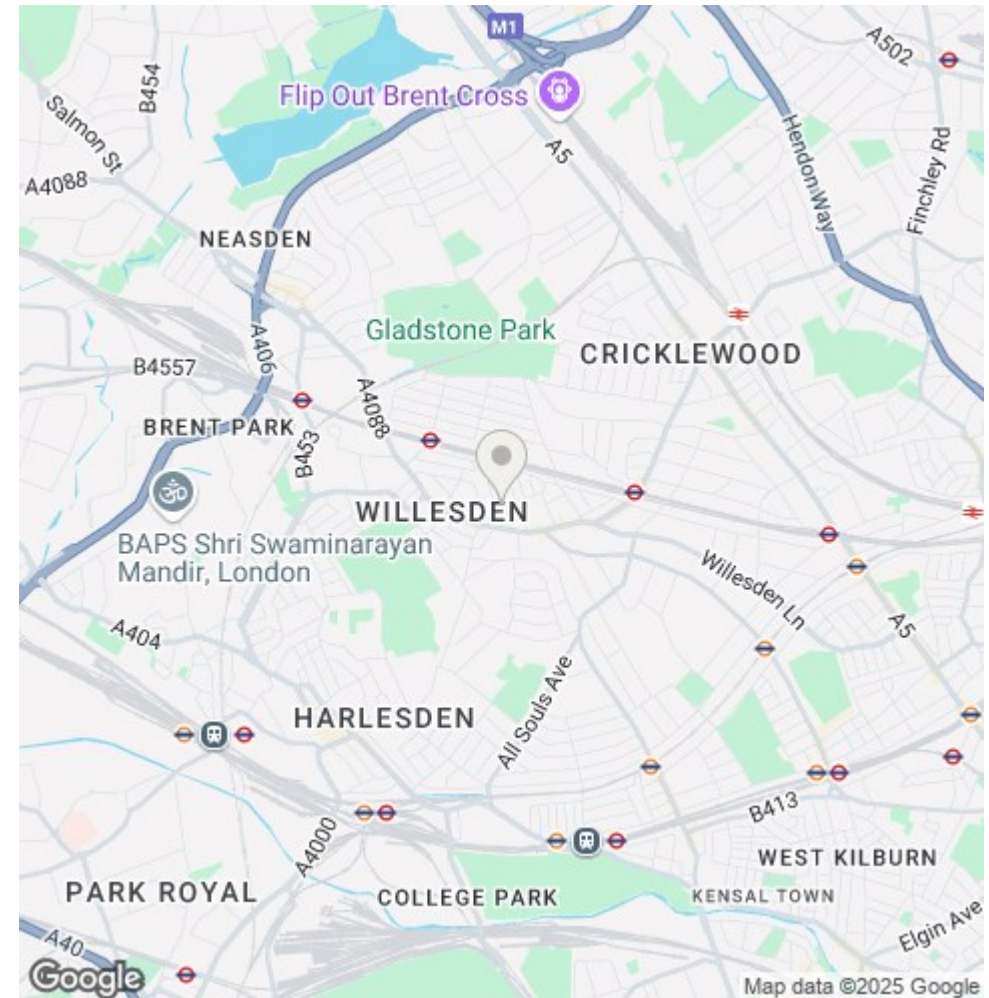 M1
A502
B454
Flip Out Brent Cross
Salmon St
A5
Hendon Way
Finchley Rd
A4088
NEASDEN
A406
Gladstone Park
CRICKLEWOOD
B4557
A4088
BRENT PARK
B453
WILLESDEN
BAPS Shri Swaminarayan
Mandir, London
ॐ
Willesden Ln
A5
A404
All Souls Ave
HARLESDEN
B413
A4000
WEST KILBURN
PARK ROYAL
COLLEGE PARK
KENSAL TOWN
Elgin Ave
A40
Google
Map data ©2025 Google